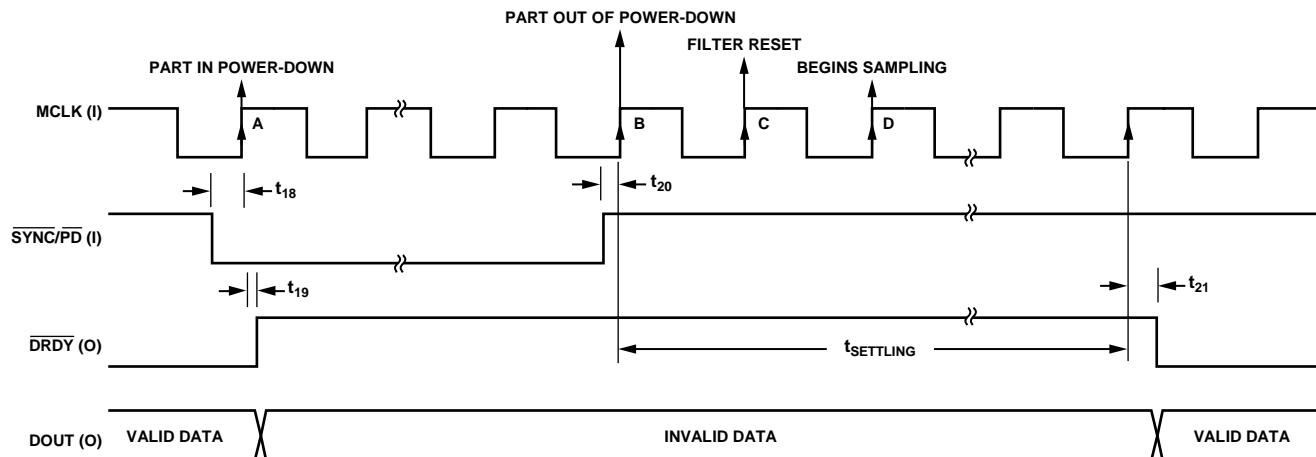 PART OUT OF POWER-DOWN
FILTER RESET
PART IN POWER-DOWN
BEGINS SAMPLING
MCLK (I)
A
B
C
D
t18
t20
SYNC/PD (I)
t19
t21
DRDY (O)
tSETTLING
DOUT (O)
VALID DATA
INVALID DATA
VALID DATA